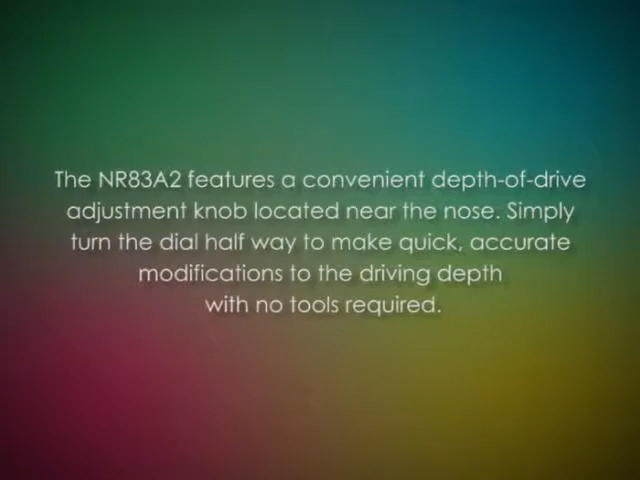 The NR83A2 features a convenient depth-of-drive
adjustment knob located near the nose. Simply
turn the dial half way to make quick, accurate
modifications to the driving depth
with no tools required.